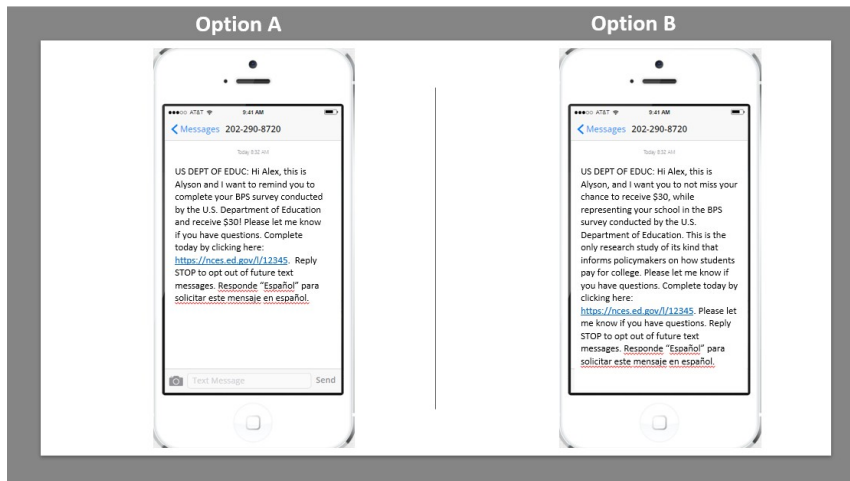 Option A
Option B
●●●○○ AT&T 9:41 AM
Messages 202-290-8720
Today 8:32 AM
US DEPT OF EDUC: Hi Alex, this is
Alyson and I want to remind you to
complete your BPS survey conducted
by the U.S. Department of Education
and receive $30! Please let me know
if you have questions. Complete
today by clicking here:
https://nces.ed.gov/l/12345. Reply
STOP to opt out of future text
messages. Responde “Español” para
solicitar este mensaje en español.
Text Message
Send
●●●○○ AT&T 9:41 AM
Messages 202-290-8720
Today 8:32 AM
US DEPT OF EDUC: Hi Alex, this is
Alyson, and I want you to not miss your
chance to receive $30, while
representing your school in the BPS
survey conducted by the U.S.
Department of Education. This is the
only research study of its kind that
informs policymakers on how students
pay for college. Please let me know if
you have questions. Complete today by
clicking here:
https://nces.ed.gov/l/12345. Please let
me know if you have questions. Reply
STOP to opt out of future text
messages. Responde “Español” para
solicitar este mensaje en español.